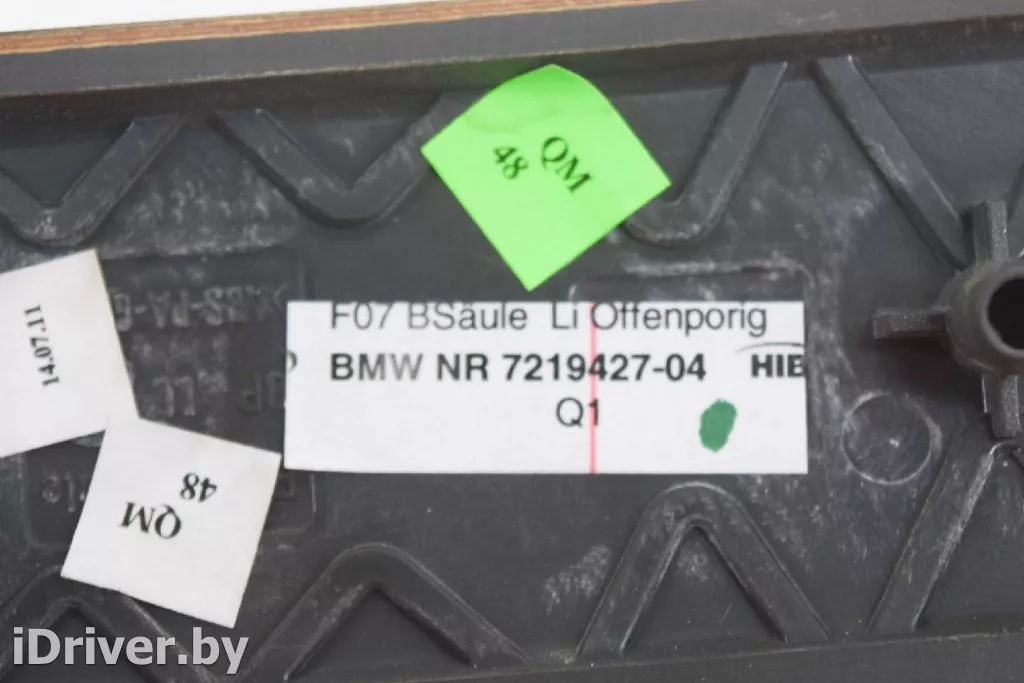 QM
48
14.07.11
F07 BSäule Li Offenporig
BMW NR 7219427-04 HIB
Q1
QM
48
iDriver.by